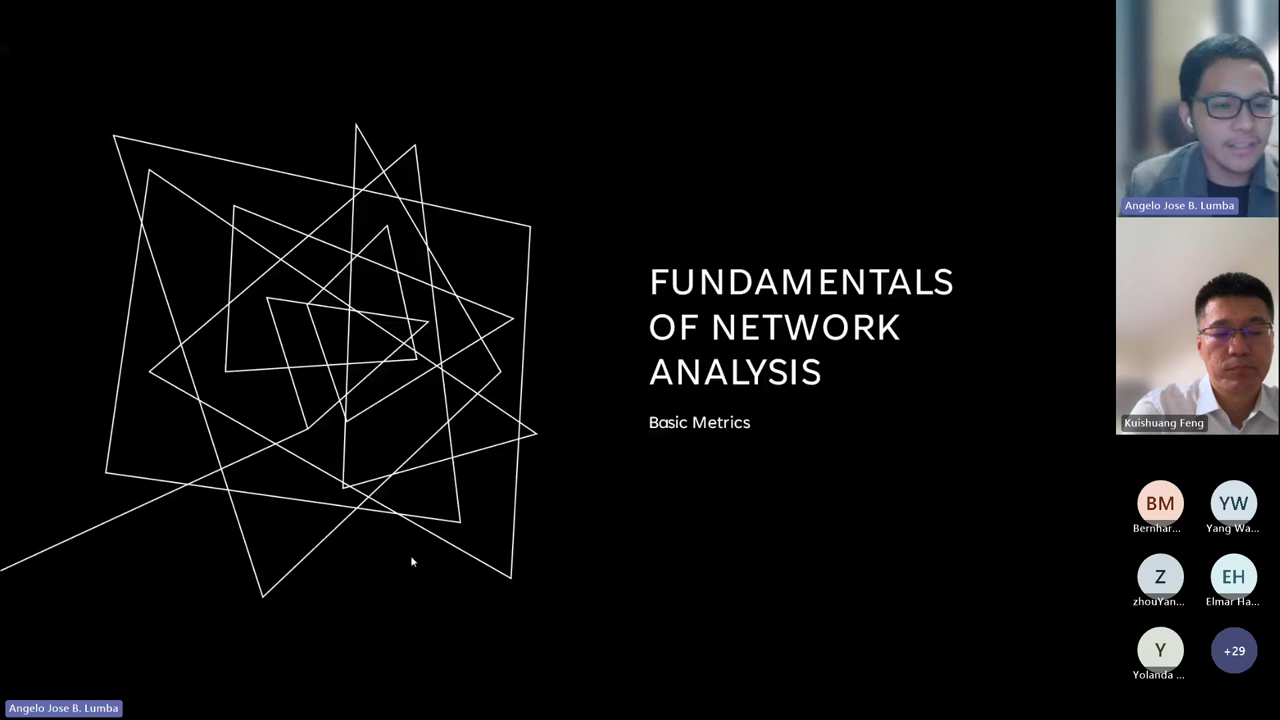 FUNDAMENTALS
OF NETWORK
ANALYSIS
Basic Metrics
Angelo Jose B. Lumba
Kuishuang Feng
BM
YW
Bernhar...
Yang Wa...
Z
EH
zhouYan...
Elmar Ha...
Y
+29
Yolanda ...
Angelo Jose B. Lumba